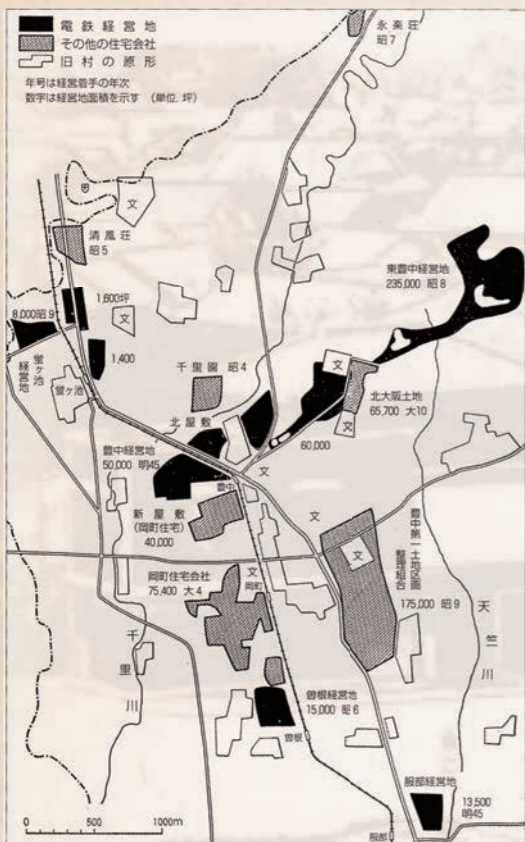 電鉄経営地
その他の住宅会社
旧村の原形
年号は経営着手の年次
数字は経営地面積を示す (単位. 坪)
永楽荘
昭7
文
清風荘
昭5
東豊中経営地
235,000 昭8
1,600坪
8,000昭9
文
1,400
蛍ヶ池
経営地
蛍ヶ池
千里園 昭4
文
北大阪土地
65,700 大10
文
北屋敷
60,000
豊中経営地
50,000 明45
文
豊中
新屋敷
(岡町住宅)
40,000
文
文
豊中第一土地区画
整理組合
175,000 昭9
岡町住宅会社
75,400 大4
文
岡町
天竺川
千里川
曽根経営地
15,000 昭6
曽根
服部経営地
13,500
明45
服部
0 500 1000m